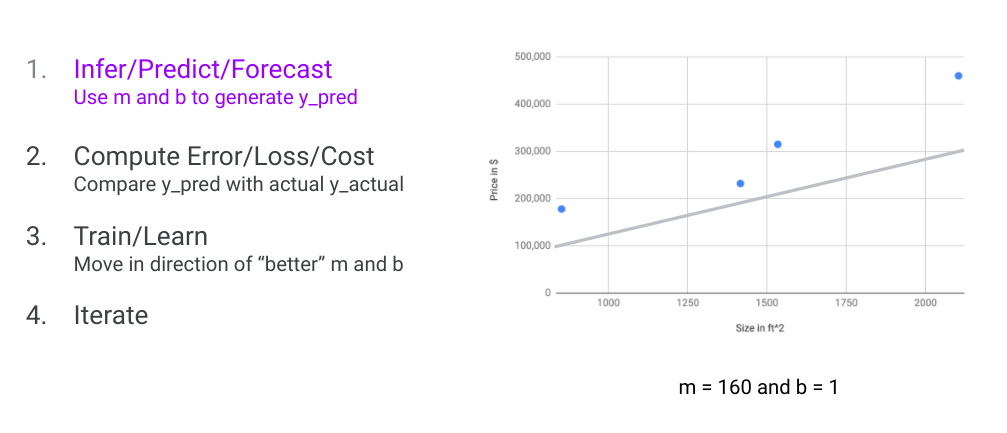 1. Infer/Predict/Forecast
Use m and b to generate y_pred
2. Compute Error/Loss/Cost
Compare y_pred with actual y_actual
3. Train/Learn
Move in direction of “better” m and b
4. Iterate
Price in $
500,000
400,000
300,000
200,000
100,000
0
1000 1250 1500 1750 2000
Size in ft^2
m = 160 and b = 1